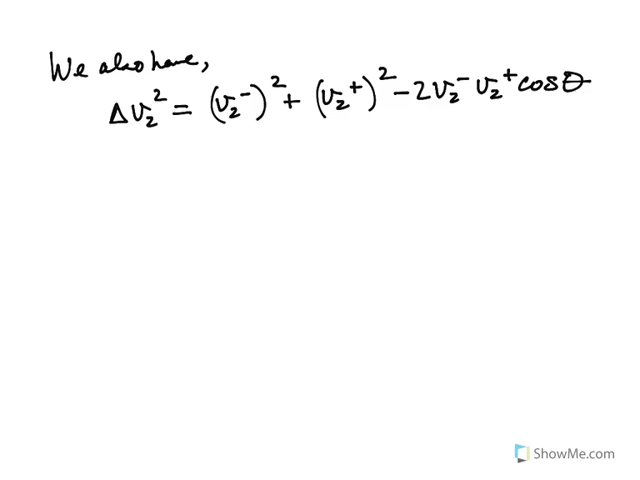 We also have,
Δv₂² = (v₂⁻)² + (v₂⁺)² − 2v₂⁻ v₂⁺ cosθ
ShowMe.com